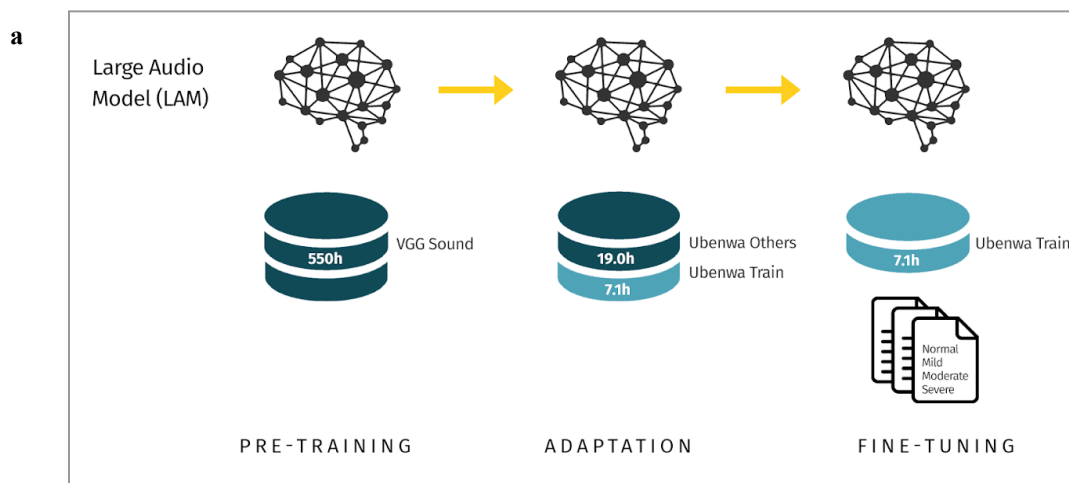 a
Large Audio
Model (LAM)
VGG Sound
550h
Ubenwa Others
19.0h
Ubenwa Train
7.1h
Ubenwa Train
7.1h
Normal
Mild
Moderate
Severe
PRE-TRAINING
ADAPTATION
FINE-TUNING